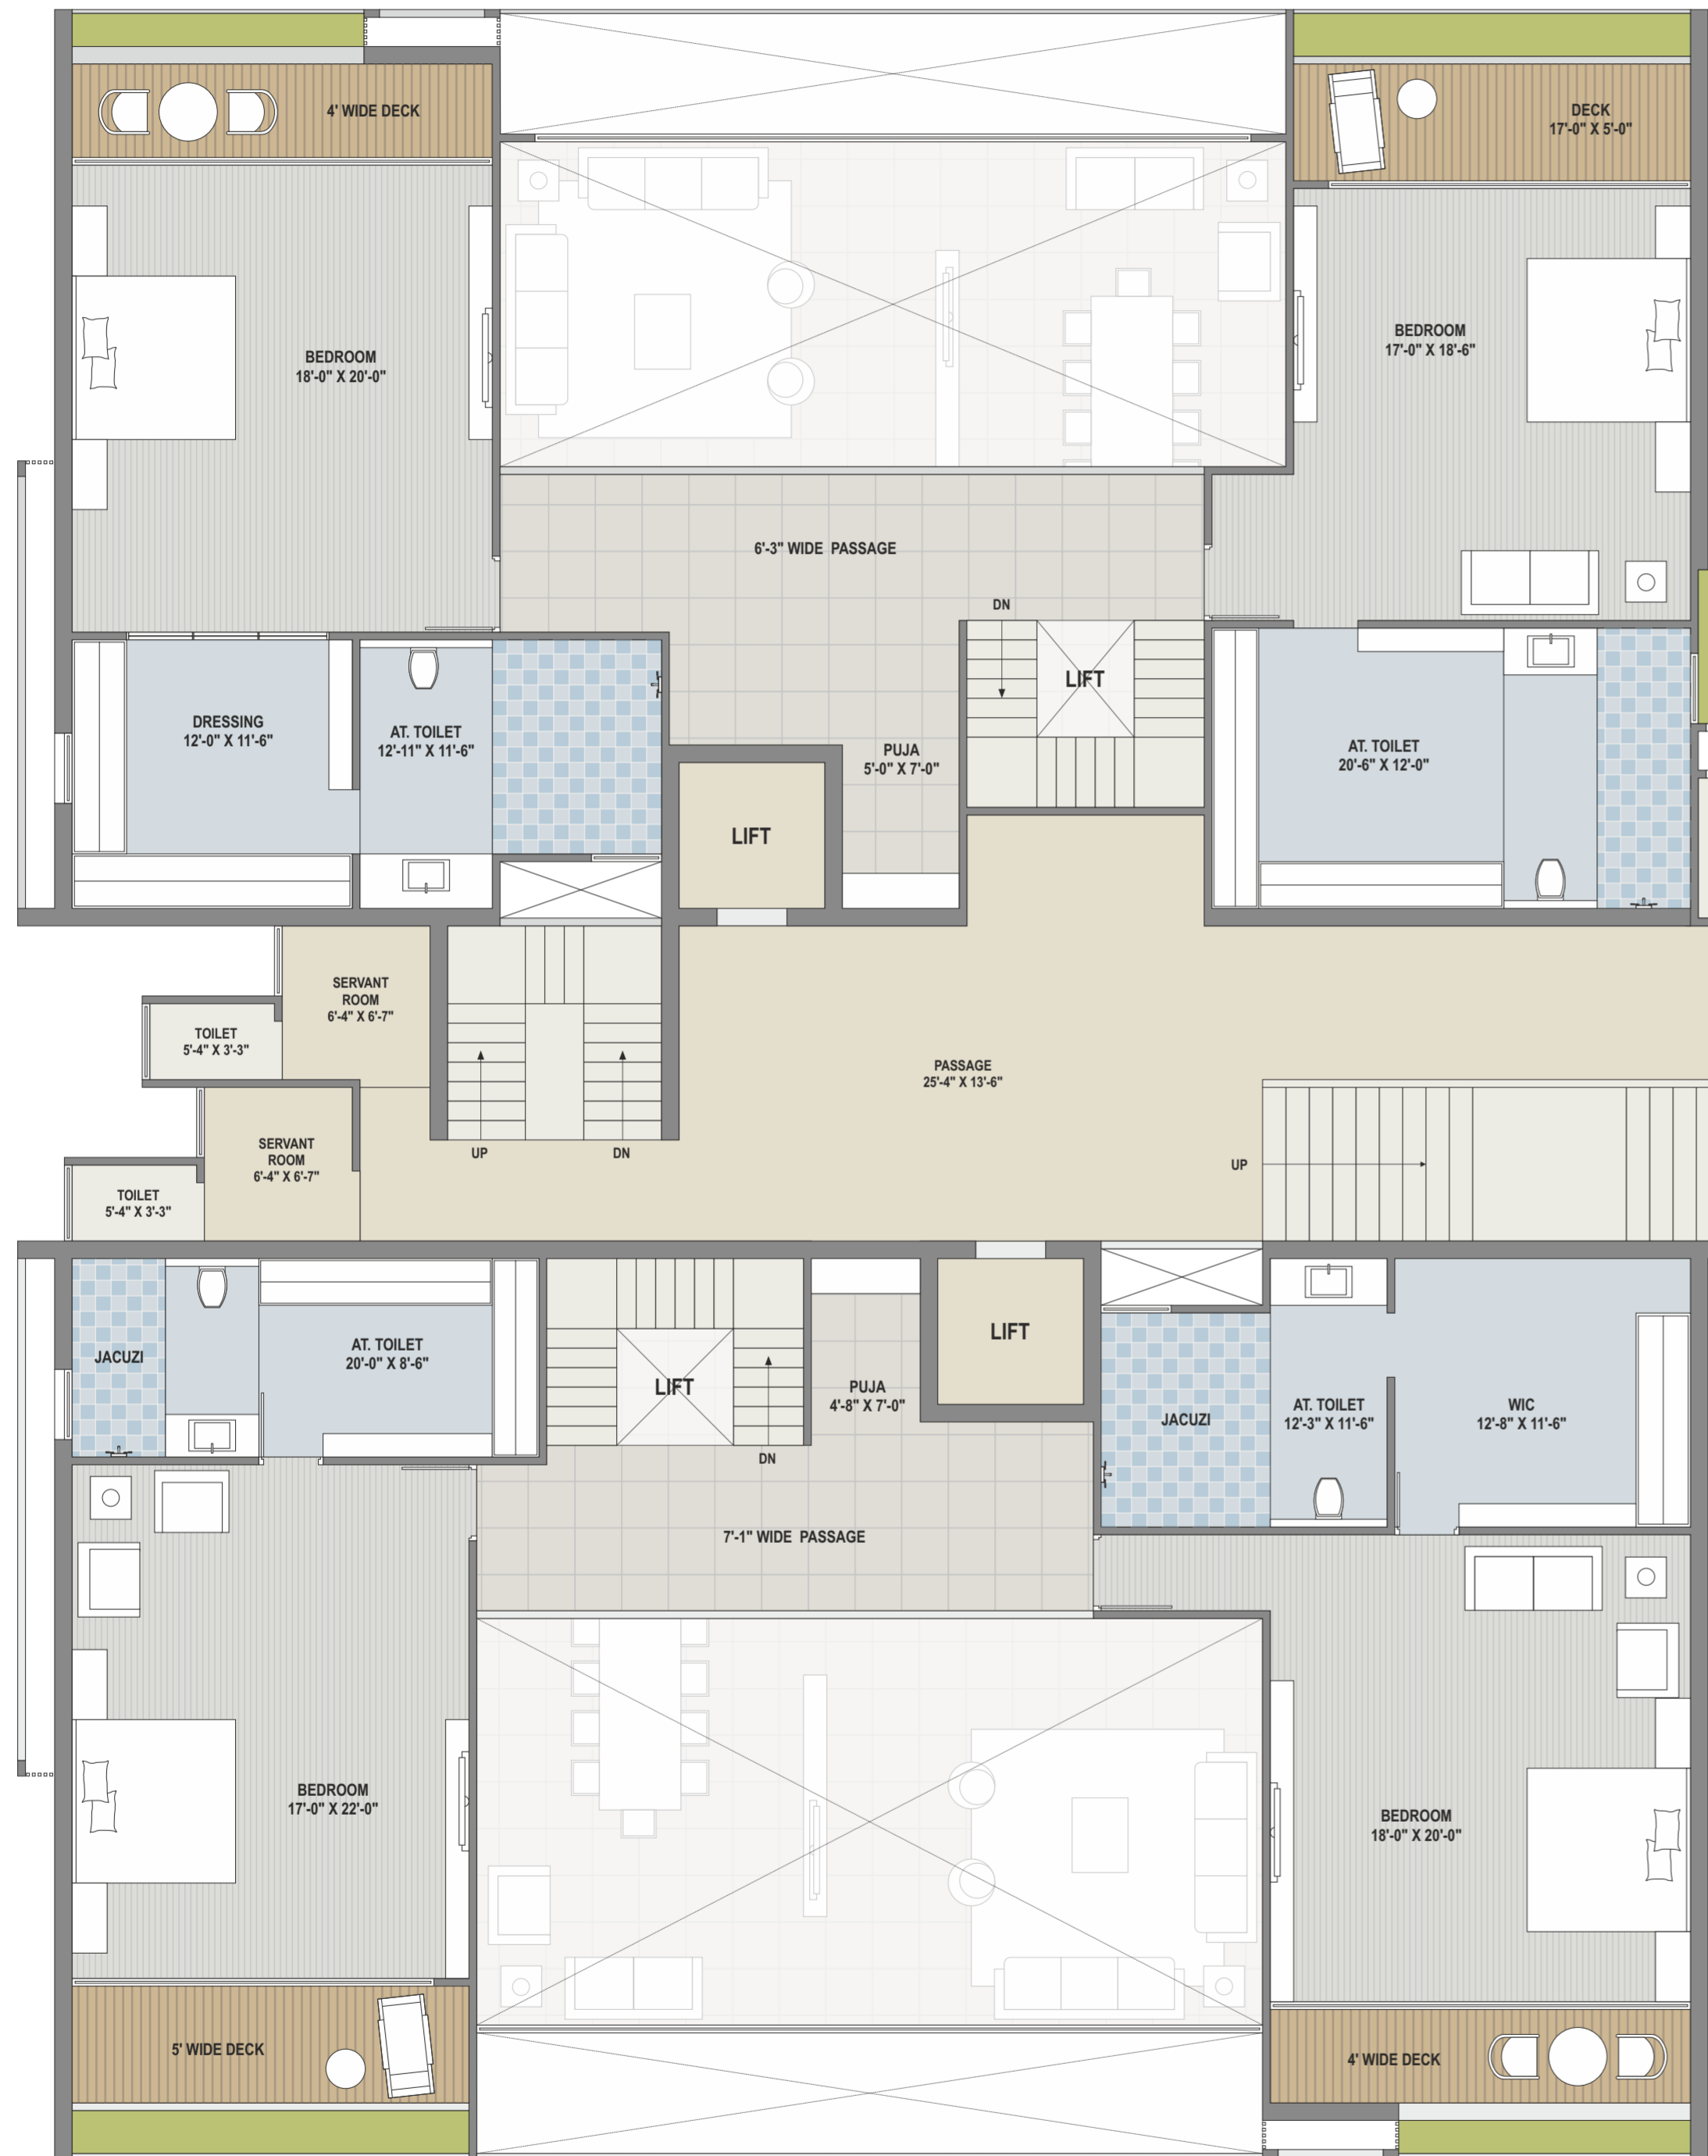 4' WIDE DECK
DECK
17'-0" X 5'-0"
BEDROOM
18'-0" X 20'-0"
BEDROOM
17'-0" X 18'-6"
6'-3" WIDE PASSAGE
DN
LIFT
DRESSING
12'-0" X 11'-6"
AT. TOILET
12'-11" X 11'-6"
PUJA
5'-0" X 7'-0"
AT. TOILET
20'-6" X 12'-0"
LIFT
SERVANT
ROOM
6'-4" X 6'-7"
TOILET
5'-4" X 3'-3"
PASSAGE
25'-4" X 13'-6"
SERVANT
ROOM
6'-4" X 6'-7"
UP
DN
UP
TOILET
5'-4" X 3'-3"
LIFT
JACUZI
AT. TOILET
20'-0" X 8'-6"
LIFT
PUJA
4'-8" X 7'-0"
JACUZI
AT. TOILET
12'-3" X 11'-6"
WIC
12'-8" X 11'-6"
DN
7'-1" WIDE PASSAGE
BEDROOM
17'-0" X 22'-0"
BEDROOM
18'-0" X 20'-0"
5' WIDE DECK
4' WIDE DECK